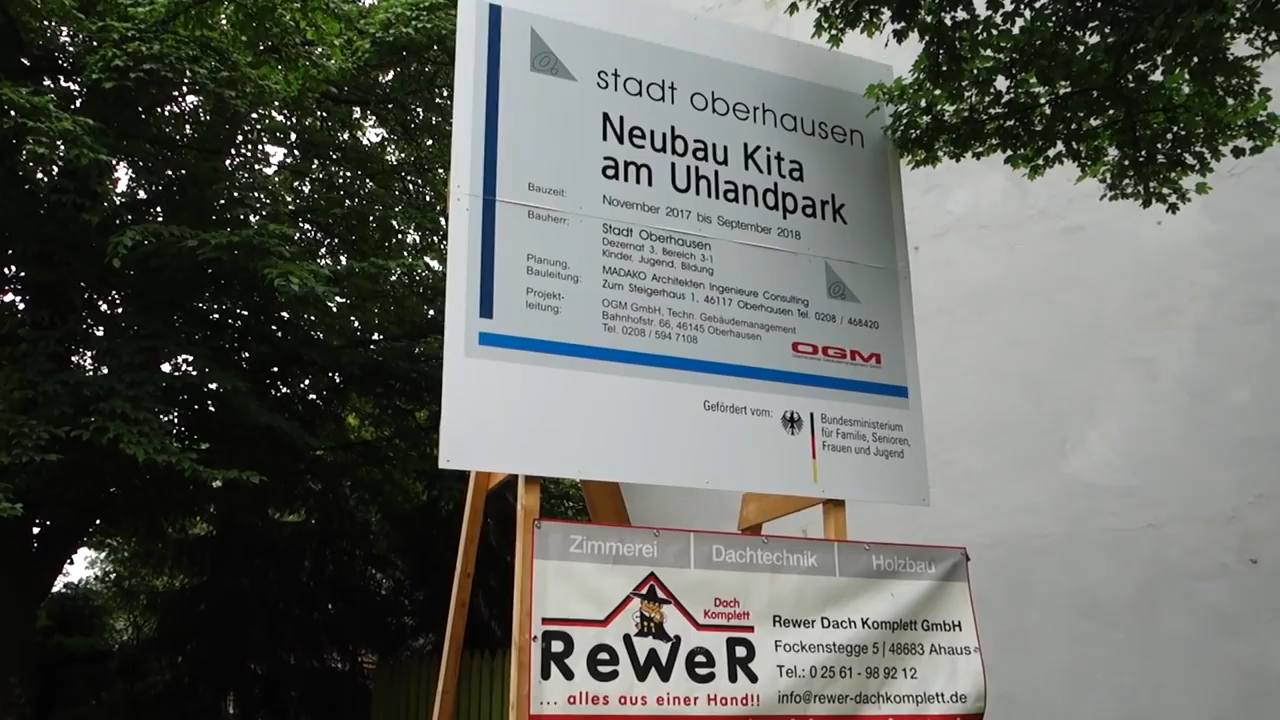 stadt oberhausen
Neubau Kita
am Uhlandpark
Bauzeit: November 2017 bis September 2018
Bauherr: Stadt Oberhausen
Dezernat 3, Bereich 3-1
Kinder, Jugend, Bildung
Planung, MADAKO Architekten Ingenieure Consulting
Bauleitung: Zum Steigerhaus 1, 46117 Oberhausen Tel. 0208 / 468420
Projekt- OGM GmbH, Techn. Gebäudemanagement
leitung: Bahnhofstr. 66, 46145 Oberhausen
Tel. 0208 / 594 7108
OGM
Gefördert vom:
Bundesministerium
für Familie, Senioren,
Frauen und Jugend
Zimmerei Dachtechnik Holzbau
Dach
Komplett
ReWeR
... alles aus einer Hand!!
Rewer Dach Komplett GmbH
Fockenstegge 5 | 48683 Ahaus
Tel.: 0 25 61 - 98 92 12
info@rewer-dachkomplett.de